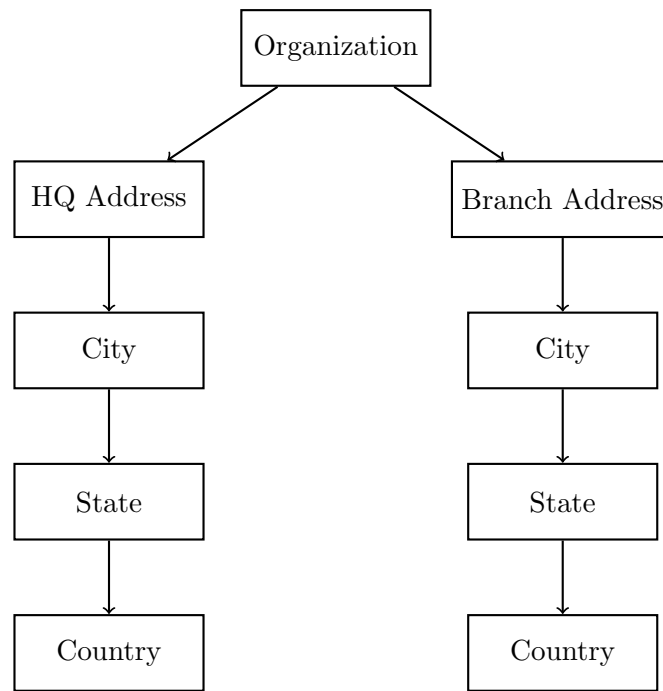 Organization
HQ Address
Branch Address
City
City
State
State
Country
Country